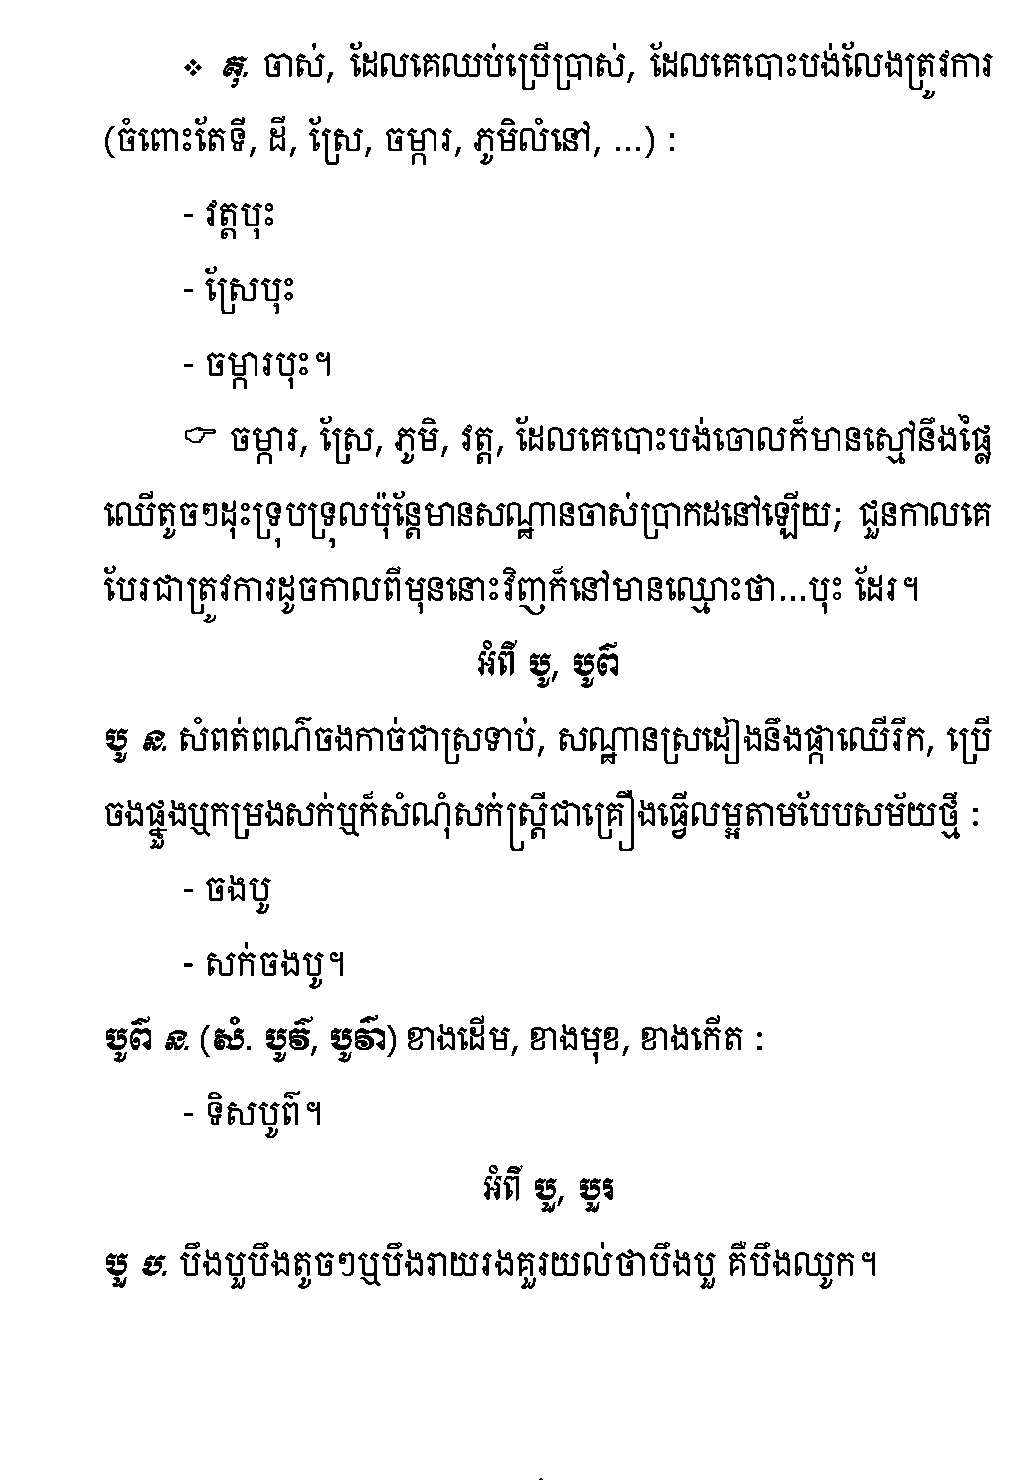 ❖ គុ. ចាស់, ដែលគេឈប់ប្រើប្រាស់, ដែលគេបោះបង់លែងត្រូវការ
(ចំពោះតែទី, ដី, ស្រែ, ចម្ការ, ភូមិលំនៅ, ...) :
- វត្តបុះ
- ស្រែបុះ
- ចម្ការបុះ។
☞ ចម្ការ, ស្រែ, ភូមិ, វត្ត, ដែលគេបោះបង់ចោលក៏មានស្មៅនឹងផ្លៃ
ឈើតូចៗដុះទ្រុបទ្រុលប៉ុន្តែមានសណ្ឋានចាស់ប្រាកដនៅឡើយ; ជួនកាលគេ
បែរជាត្រូវការដូចកាលពីមុននោះវិញក៏នៅមានឈ្មោះថា...បុះ ដែរ។
អំពី បូ, បូព៌
បូ ន. សំពត់ពណ៌ចងកាច់ជាស្រទាប់, សណ្ឋានស្រដៀងនឹងផ្កាឈើរីក, ប្រើ
ចងផ្នួងឬកម្រងសក់ឬក៏សំណុំសក់ស្ត្រីជាគ្រឿងធ្វើលម្អតាមបែបសម័យថ្មី :
- ចងបូ
- សក់ចងបូ។
បូព៌ ន. (សំ. បូវ៌, បូវ៌ា) ខាងដើម, ខាងមុខ, ខាងកើត :
- ទិសបូព៌។
អំពី បួ, បួរ
បួ ប. បឹងបួបឹងតូចៗឬបឹងរាយរងគួរយល់ថាបឹងបួ គឺបឹងឈូក។